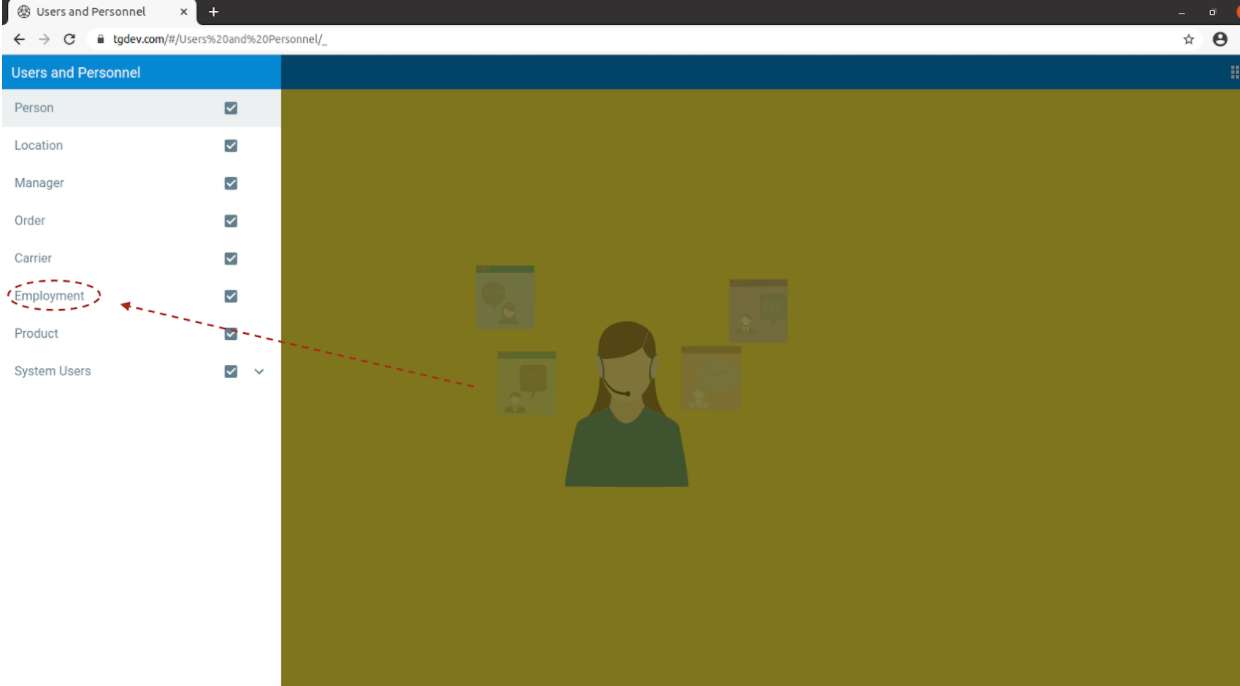 Users and Personnel
tgdev.com/#/Users%20and%20Personnel/_
Users and Personnel
Person
Location
Manager
Order
Carrier
Employment
Product
System Users